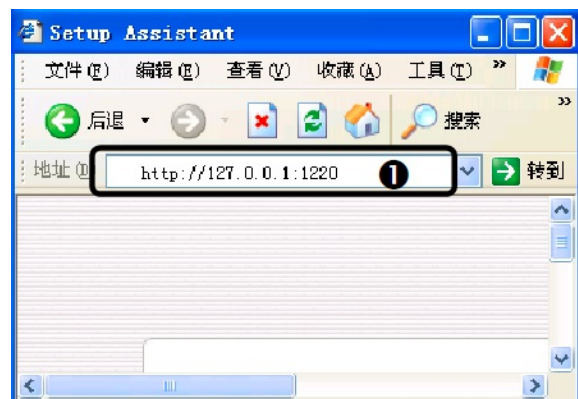 Setup Assistant
文件(F) 编辑(E) 查看(V) 收藏(A) 工具(T) »
后退 搜索 »
地址(D) http://127.0.0.1:1220 ❶ 转到